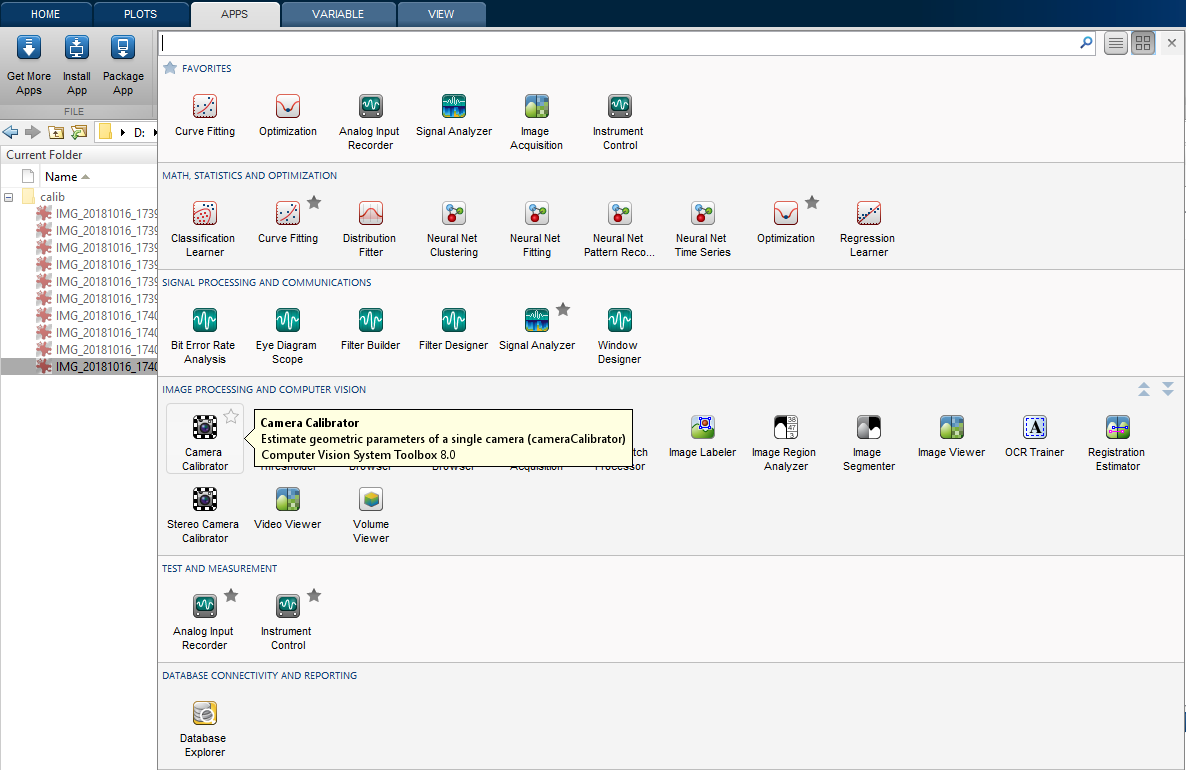 HOME PLOTS APPS VARIABLE VIEW
Get More Apps
Install App
Package App
FILE
D:
Current Folder
Name
calib
IMG_20181016_1739
IMG_20181016_1739
IMG_20181016_1739
IMG_20181016_1739
IMG_20181016_1739
IMG_20181016_1739
IMG_20181016_1740
IMG_20181016_1740
IMG_20181016_1740
IMG_20181016_1740
FAVORITES
Curve Fitting
Optimization
Analog Input Recorder
Signal Analyzer
Image Acquisition
Instrument Control
MATH, STATISTICS AND OPTIMIZATION
Classification Learner
Curve Fitting
Distribution Fitter
Neural Net Clustering
Neural Net Fitting
Neural Net Pattern Reco...
Neural Net Time Series
Optimization
Regression Learner
SIGNAL PROCESSING AND COMMUNICATIONS
Bit Error Rate Analysis
Eye Diagram Scope
Filter Builder
Filter Designer
Signal Analyzer
Window Designer
IMAGE PROCESSING AND COMPUTER VISION
Camera Calibrator
Camera Calibrator
Estimate geometric parameters of a single camera (cameraCalibrator)
Computer Vision System Toolbox 8.0
Image Labeler
Image Region Analyzer
Image Segmenter
Image Viewer
OCR Trainer
Registration Estimator
Stereo Camera Calibrator
Video Viewer
Volume Viewer
TEST AND MEASUREMENT
Analog Input Recorder
Instrument Control
DATABASE CONNECTIVITY AND REPORTING
Database Explorer